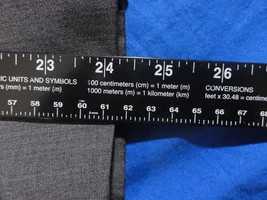 23 24 25 26
IC UNITS AND SYMBOLS 100 centimeters (cm) = 1 meter (m) CONVERSIONS
(mm) = 1 meter (m) 1000 meters (m) = 1 kilometer (km) feet x 30.48 = centimet
57 58 59 60 61 62 63 64 65 66 67 68